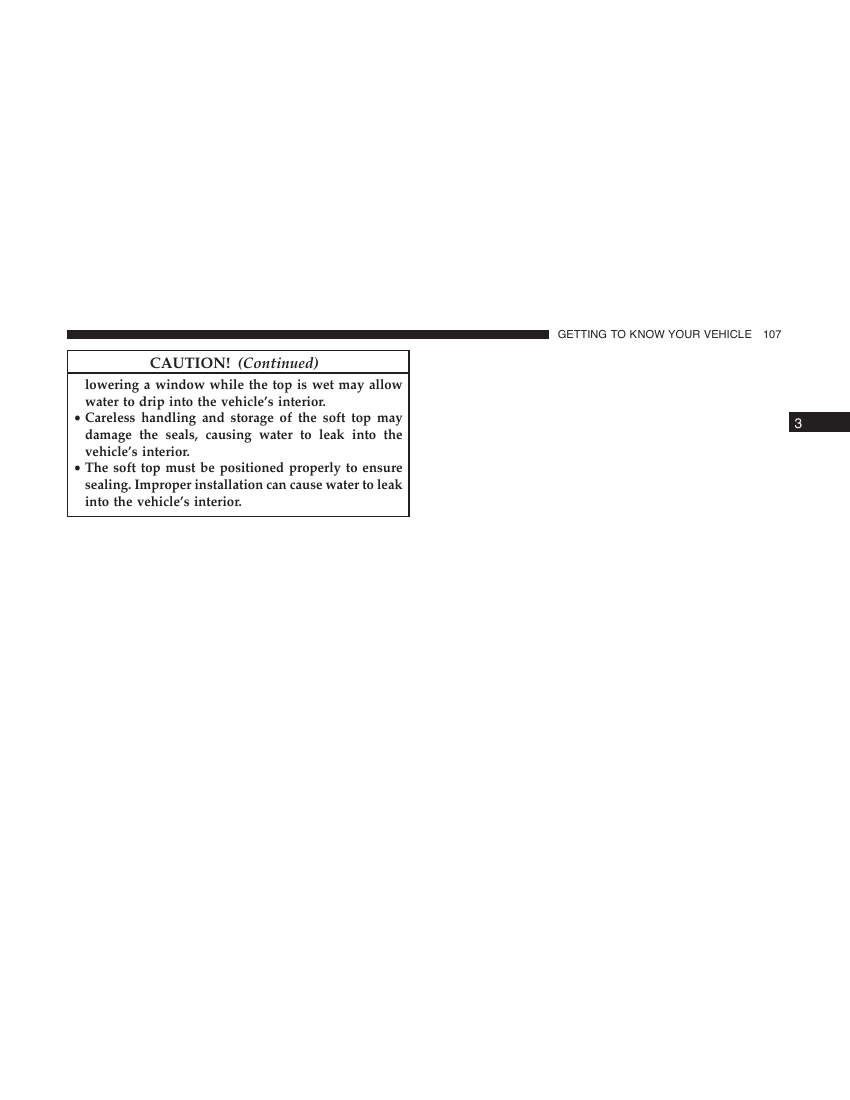 GETTING TO KNOW YOUR VEHICLE 107
CAUTION! (Continued)
lowering a window while the top is wet may allow
water to drip into the vehicle’s interior.
• Careless handling and storage of the soft top may
damage the seals, causing water to leak into the
vehicle’s interior.
• The soft top must be positioned properly to ensure
sealing. Improper installation can cause water to leak
into the vehicle’s interior.
3